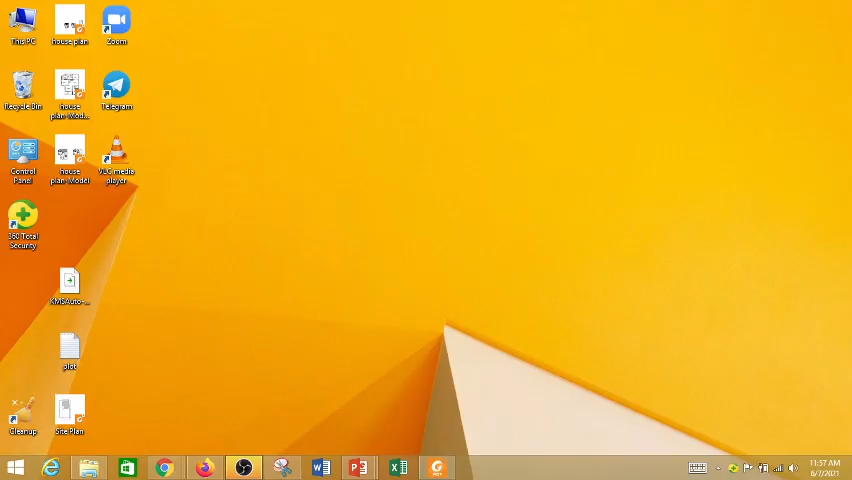 This PC
house plan
Zoom
Recycle Bin
house
plan-Mod...
Telegram
Control
Panel
house
plan-Model
VLC media
player
360 Total
Security
KMSAuto-...
plot
Cleanup
Site Plan
11:57 AM
6/7/2021